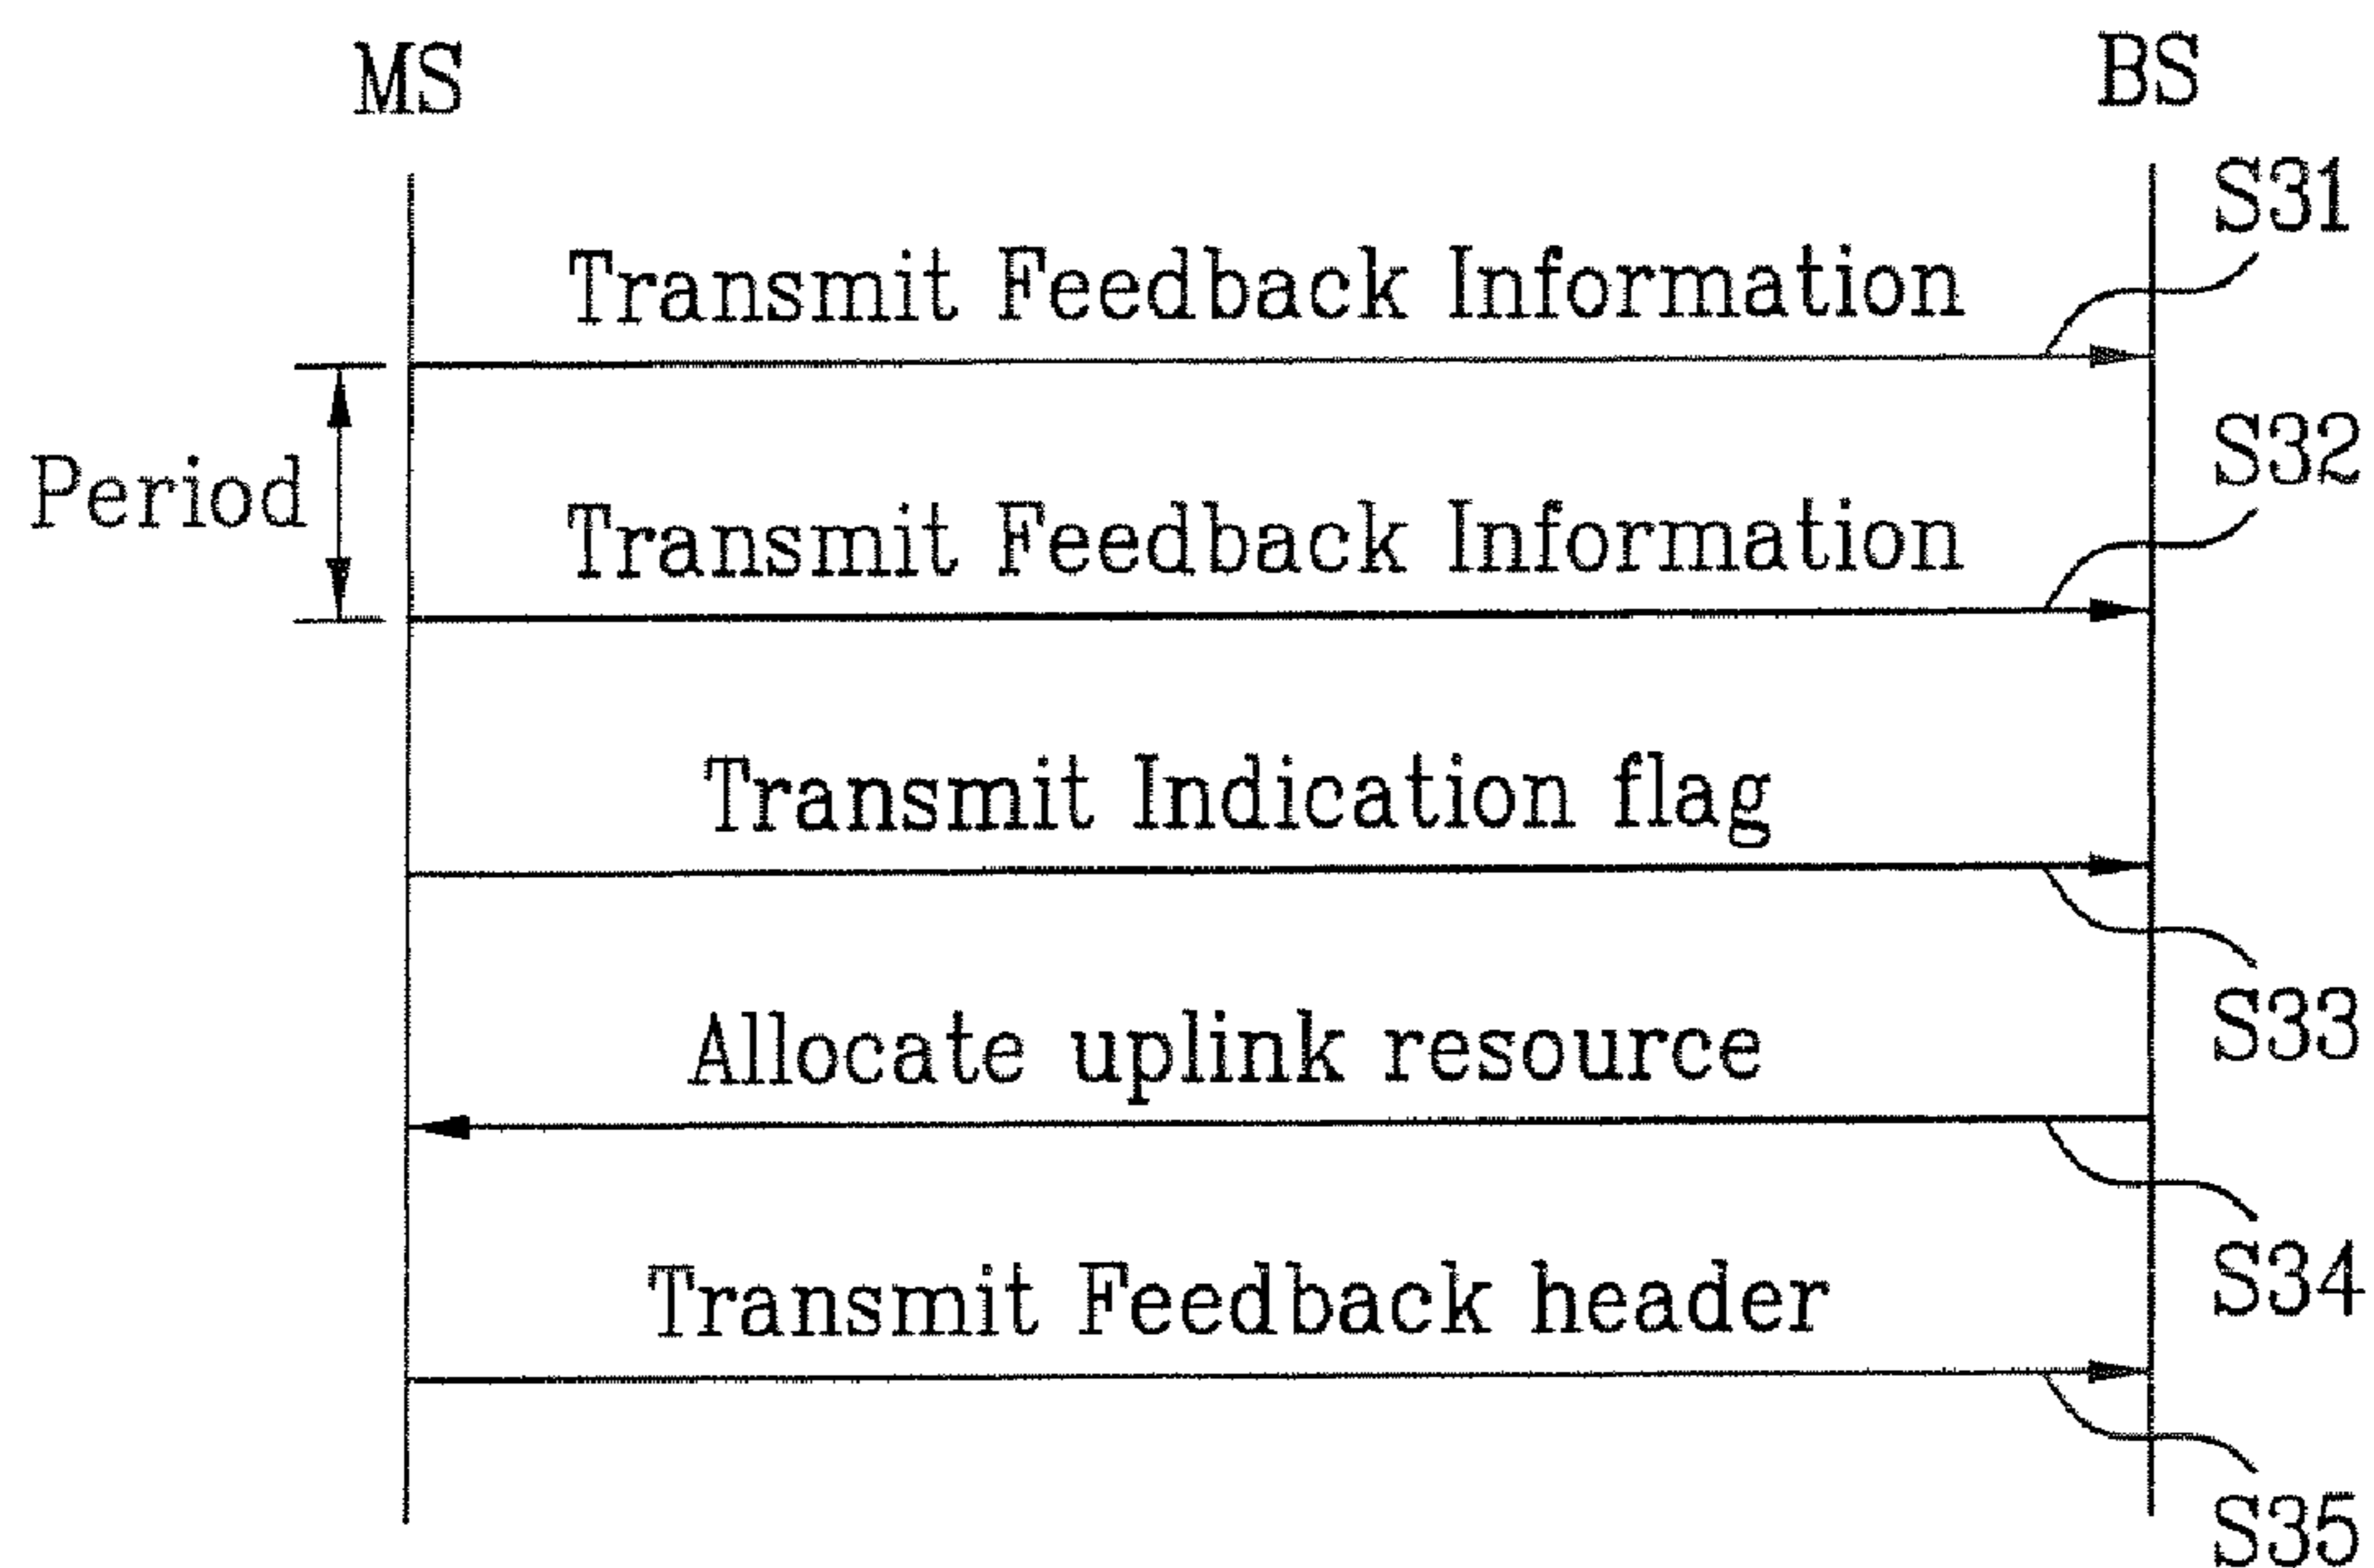 MS
BS
S31
Transmit Feedback Information
Period
S32
Transmit Feedback Information
Transmit Indication flag
S33
Allocate uplink resource
S34
Transmit Feedback header
S35